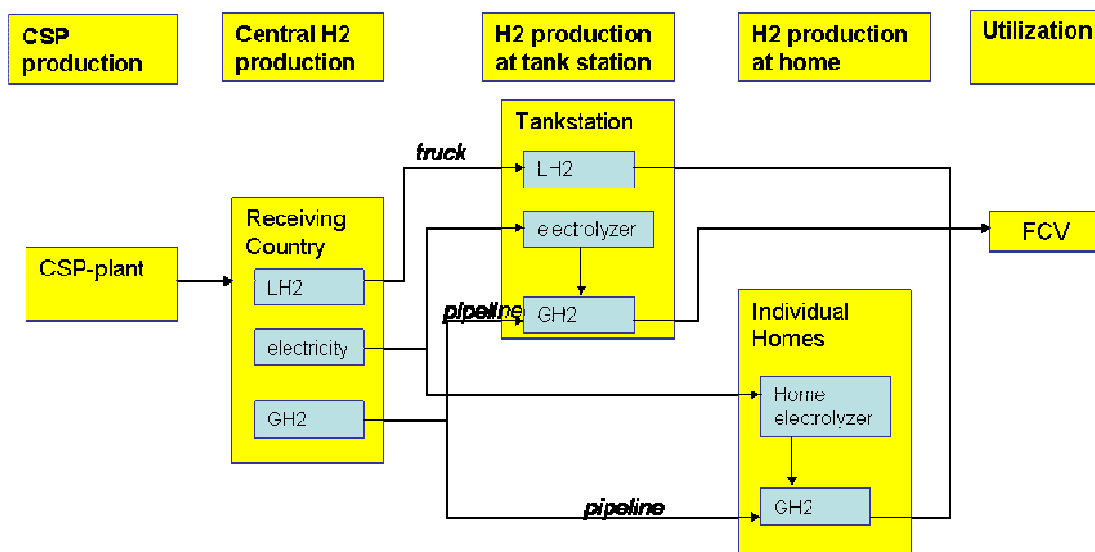 CSP
production
Central H2
production
H2 production
at tank station
H2 production
at home
Utilization
Tankstation
truck
LH2
Receiving
Country
electrolyzer
FCV
CSP-plant
LH2
pipeline
GH2
Individual
Homes
electricity
Home
electrolyzer
GH2
pipeline
GH2